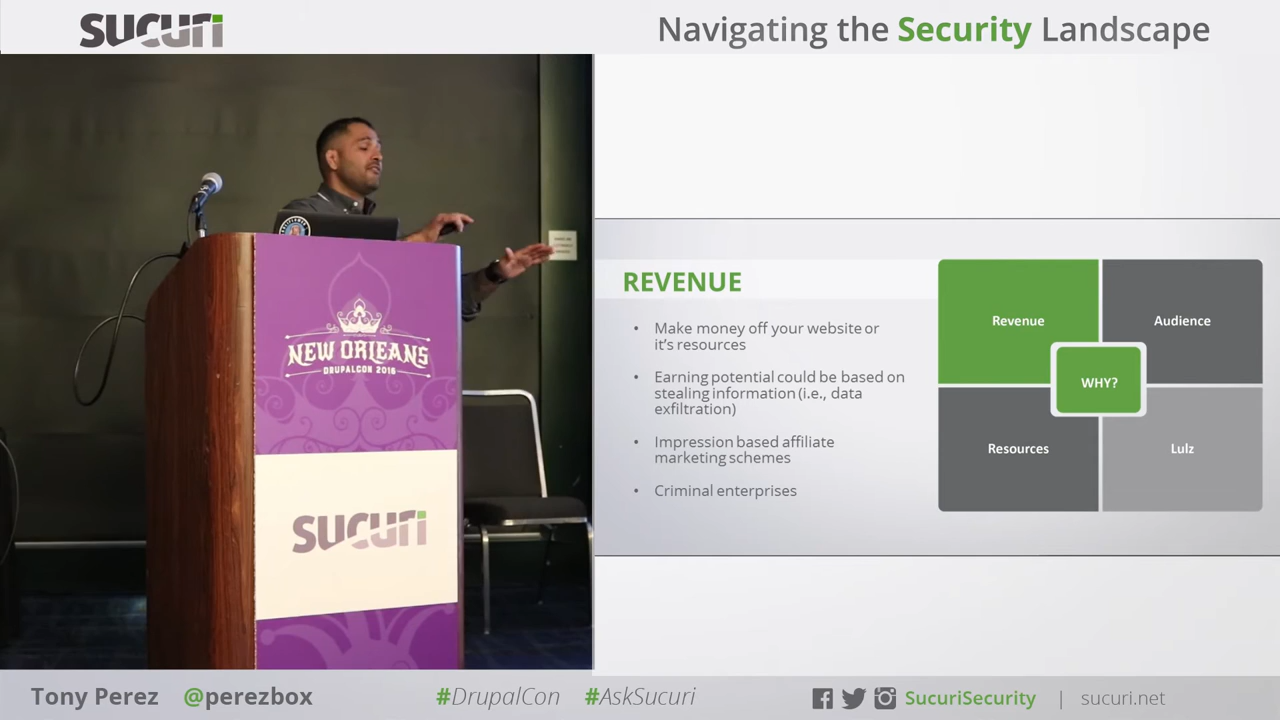 sucuri
Navigating the Security Landscape
NEW ORLEANS
DRUPALCON 2016
sucuri
REVENUE
• Make money off your website or
it's resources
• Earning potential could be based on
stealing information (i.e., data
exfiltration)
• Impression based affiliate
marketing schemes
• Criminal enterprises
Revenue
Audience
WHY?
Resources
Lulz
Tony Perez @perezbox #DrupalCon #AskSucuri SucuriSecurity | sucuri.net